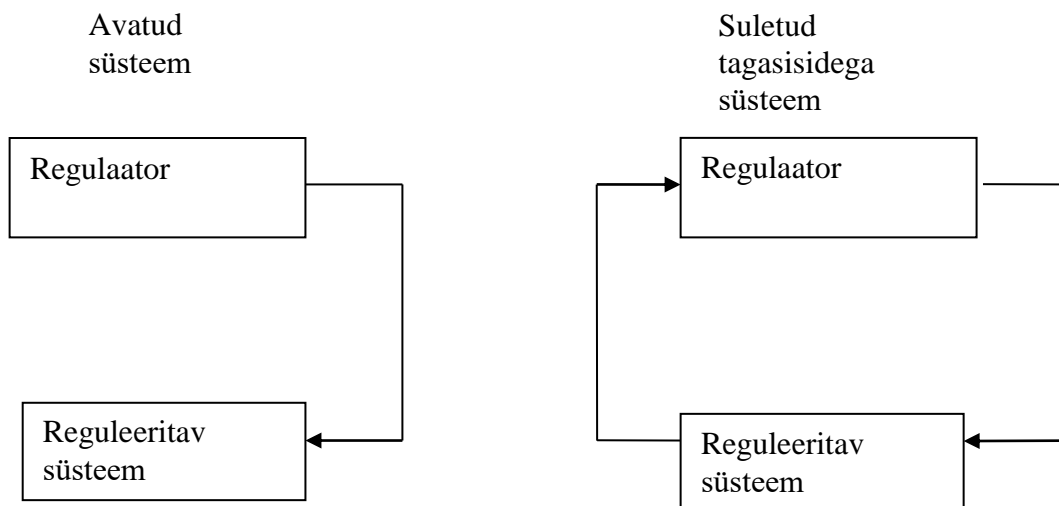 Avatud
süsteem
Suletud
tagasisidega
süsteem
Regulaator
Regulaator
Reguleeritav
süsteem
Reguleeritav
süsteem